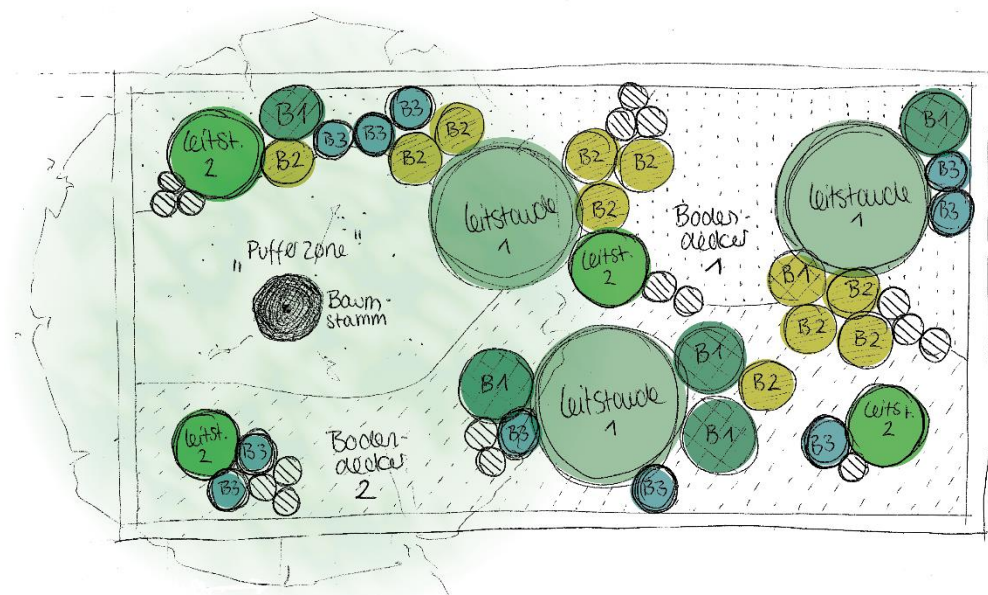 Leitst.
2
B1
B2
B3
B3
B3
B2
B2
Leitstaude
1
B2
B2
B2
Leitst.
2
Boden-
decker
1
Leitstaude
1
B1
B3
B3
B1
B2
B2
B2
"Pufferzone"
Baum-
stamm
B1
B3
Leitstaude
1
B1
B2
B1
B3
Leitst.
2
B3
B3
Boden-
decker
2
B3
Leitst.
2